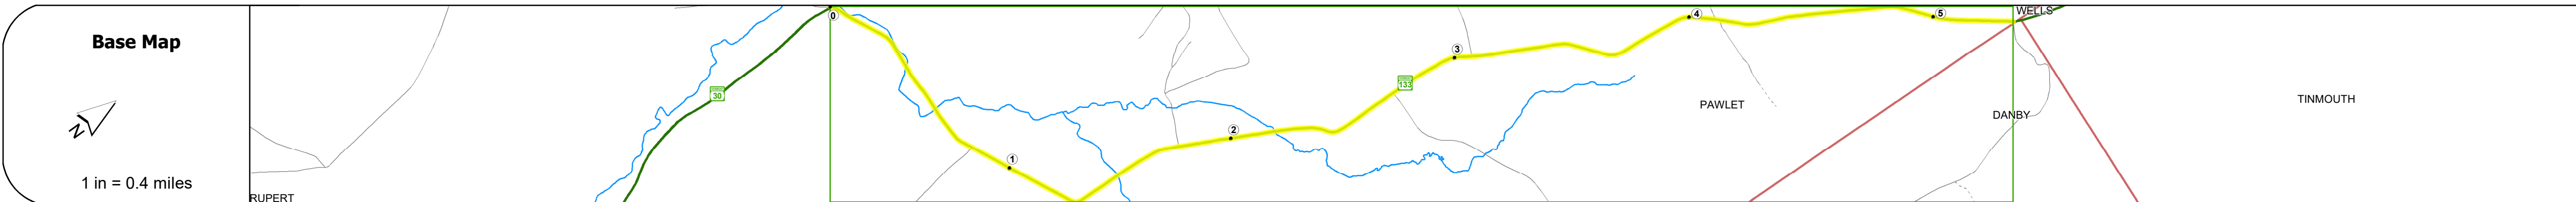 Base Map
N
1 in = 0.4 miles
RUPERT
30
0
1
2
3
133
4
5
WELLS
PAWLET
DANBY
TINMOUTH